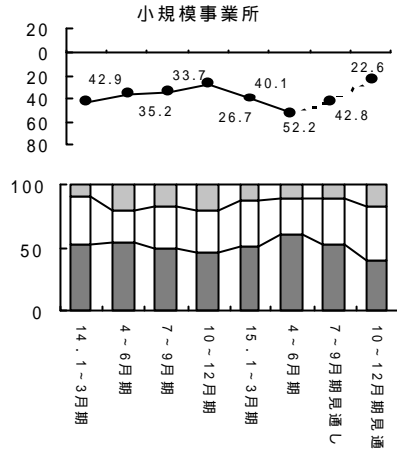 小規模事業所
20
0
20
40
60
80
42.9
35.2
33.7
26.7
40.1
52.2
42.8
22.6
100
50
0
14．1～3月期
4～6月期
7～9月期
10～12月期
15．1～3月期
4～6月期
7～9月期見通し
10～12月期見通